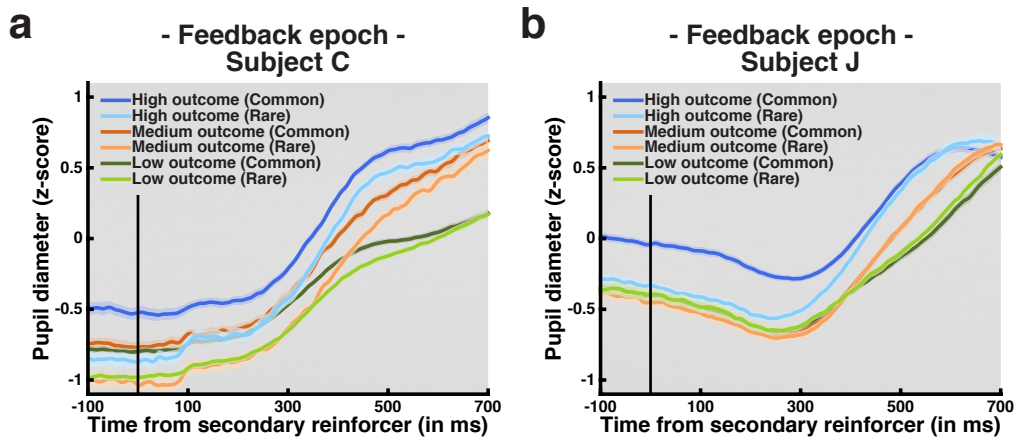 a
- Feedback epoch -
Subject C
Pupil diameter (z-score)
1
0.5
0
-0.5
-1
High outcome (Common)
High outcome (Rare)
Medium outcome (Common)
Medium outcome (Rare)
Low outcome (Common)
Low outcome (Rare)
-100 100 300 500 700
Time from secondary reinforcer (in ms)
b
- Feedback epoch -
Subject J
Pupil diameter (z-score)
1
0.5
0
-0.5
-1
High outcome (Common)
High outcome (Rare)
Medium outcome (Common)
Medium outcome (Rare)
Low outcome (Common)
Low outcome (Rare)
-100 100 300 500 700
Time from secondary reinforcer (in ms)